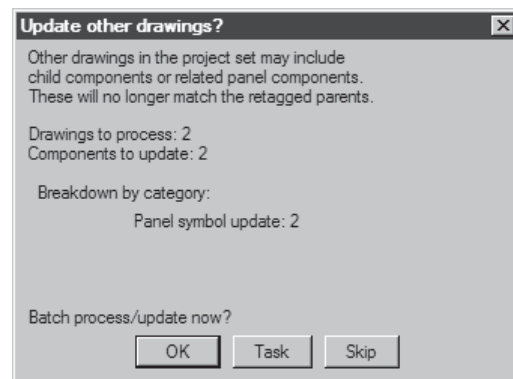 Update other drawings?
Other drawings in the project set may include
child components or related panel components.
These will no longer match the retagged parents.
Drawings to process: 2
Components to update: 2
Breakdown by category:
Panel symbol update: 2
Batch process/update now?
OK Task Skip